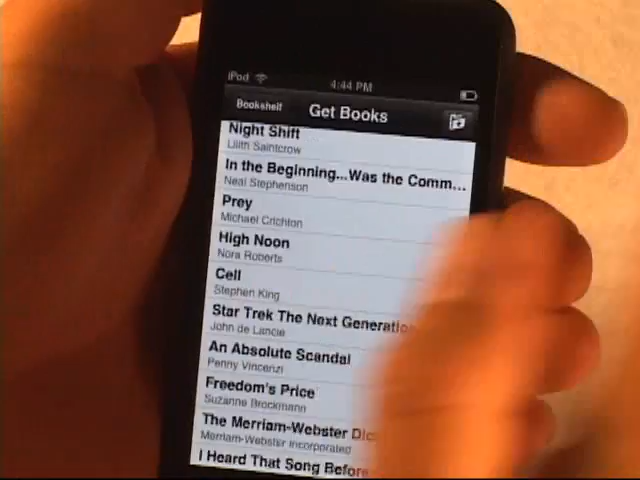 iPod 4:44 PM
Bookshelf Get Books
Night Shift
Lilith Saintcrow
In the Beginning...Was the Comm...
Neal Stephenson
Prey
Michael Crichton
High Noon
Nora Roberts
Cell
Stephen King
Star Trek The Next Generatio
John de Lancie
An Absolute Scandal
Penny Vincenzi
Freedom's Price
Suzanne Brockmann
The Merriam-Webster Dic
Merriam-Webster Incorporated
I Heard That Song Before